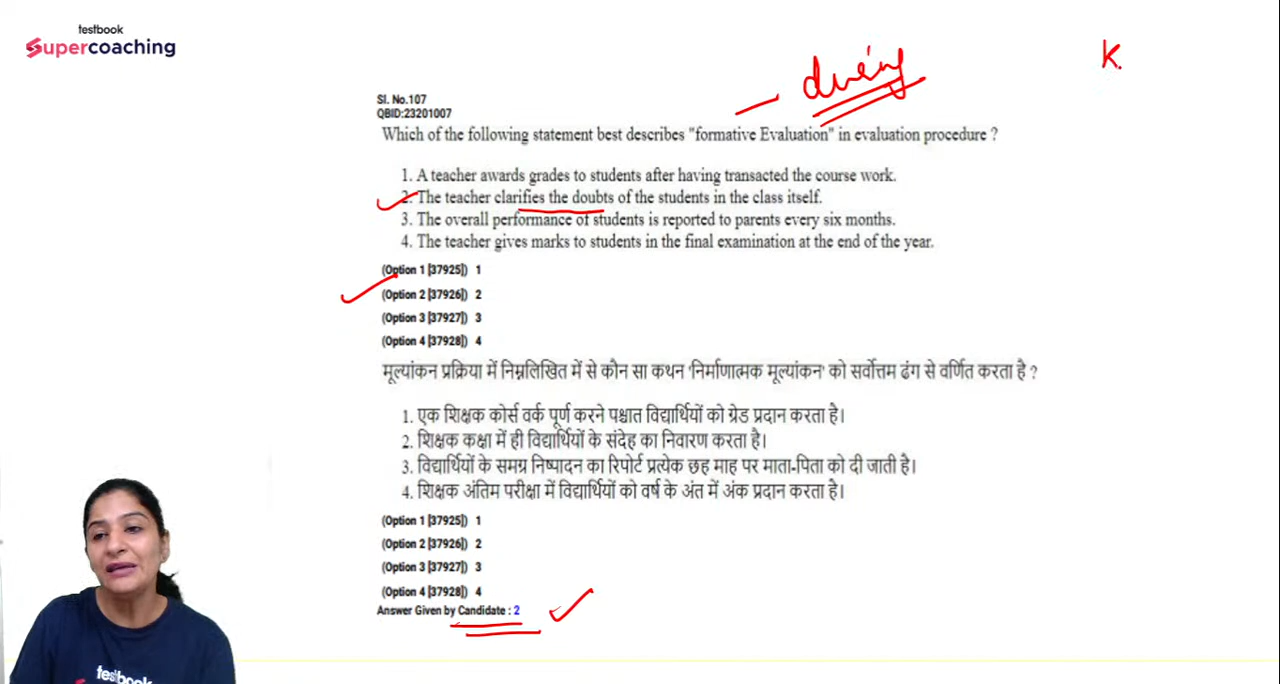 testbook
Supercoaching
during
K
Sl. No.107
QBID:23201007
Which of the following statement best describes "formative Evaluation" in evaluation procedure ?
1. A teacher awards grades to students after having transacted the course work.
2. The teacher clarifies the doubts of the students in the class itself.
3. The overall performance of students is reported to parents every six months.
4. The teacher gives marks to students in the final examination at the end of the year.
(Option 1 [37925]) 1
(Option 2 [37926]) 2
(Option 3 [37927]) 3
(Option 4 [37928]) 4
मूल्यांकन प्रक्रिया में निम्नलिखित में से कौन सा कथन 'निर्माणात्मक मूल्यांकन' को सर्वोत्तम ढंग से वर्णित करता है ?
1. एक शिक्षक कोर्स वर्क पूर्ण करने पश्चात विद्यार्थियों को ग्रेड प्रदान करता है।
2. शिक्षक कक्षा में ही विद्यार्थियों के संदेह का निवारण करता है।
3. विद्यार्थियों के समग्र निष्पादन का रिपोर्ट प्रत्येक छह माह पर माता-पिता को दी जाती है।
4. शिक्षक अंतिम परीक्षा में विद्यार्थियों को वर्ष के अंत में अंक प्रदान करता है।
(Option 1 [37925]) 1
(Option 2 [37926]) 2
(Option 3 [37927]) 3
(Option 4 [37928]) 4
Answer Given by Candidate : 2
testbook